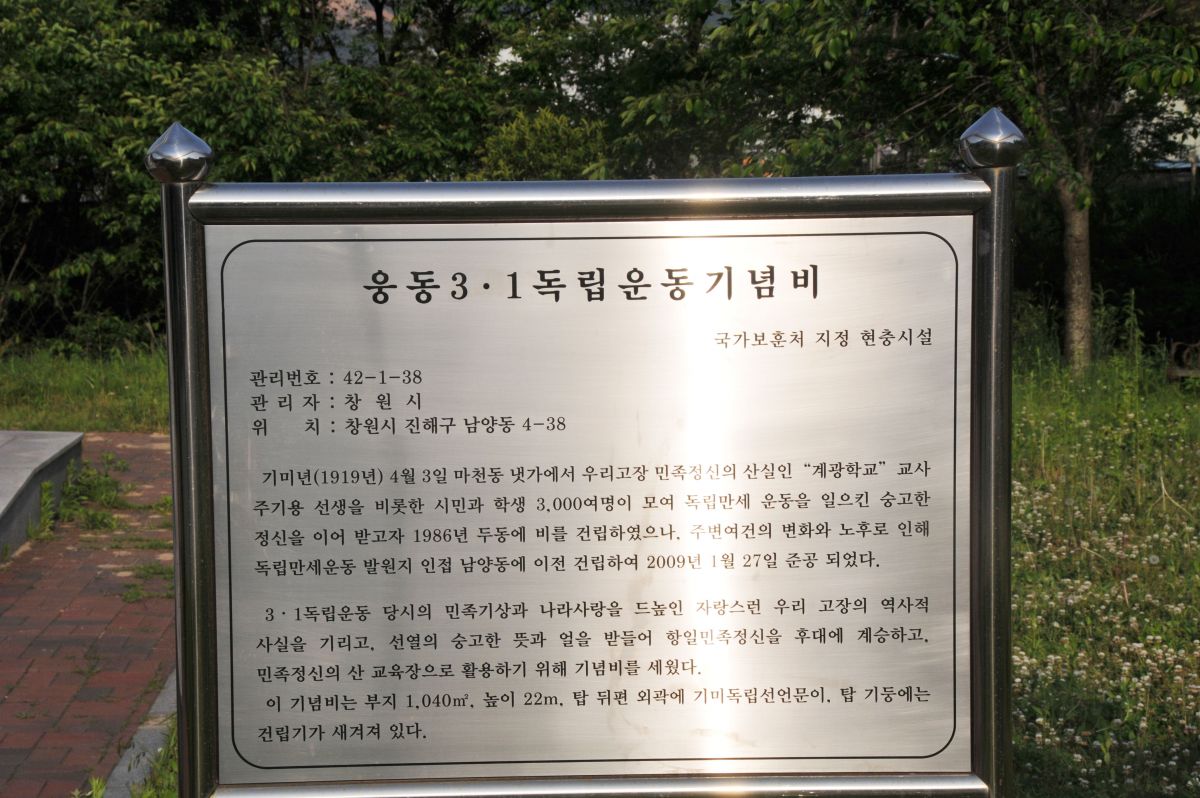 웅동3·1독립운동기념비
국가보훈처 지정 현충시설
관리번호 : 42-1-38
관 리 자 : 창 원 시
위 치 : 창원시 진해구 남양동 4-38
기미년(1919년) 4월 3일 마천동 냇가에서 우리고장 민족정신의 산실인 “계광학교” 교사
주기용 선생을 비롯한 시민과 학생 3,000여명이 모여 독립만세 운동을 일으킨 숭고한
정신을 이어 받고자 1986년 두동에 비를 건립하였으나, 주변여건의 변화와 노후로 인해
독립만세운동 발원지 인접 남양동에 이전 건립하여 2009년 1월 27일 준공 되었다.
3·1독립운동 당시의 민족기상과 나라사랑을 드높인 자랑스런 우리 고장의 역사적
사실을 기리고, 선열의 숭고한 뜻과 얼을 받들어 항일민족정신을 후대에 계승하고,
민족정신의 산 교육장으로 활용하기 위해 기념비를 세웠다.
이 기념비는 부지 1,040㎡, 높이 22m, 탑 뒤편 외곽에 기미독립선언문이, 탑 기둥에는
건립기가 새겨져 있다.